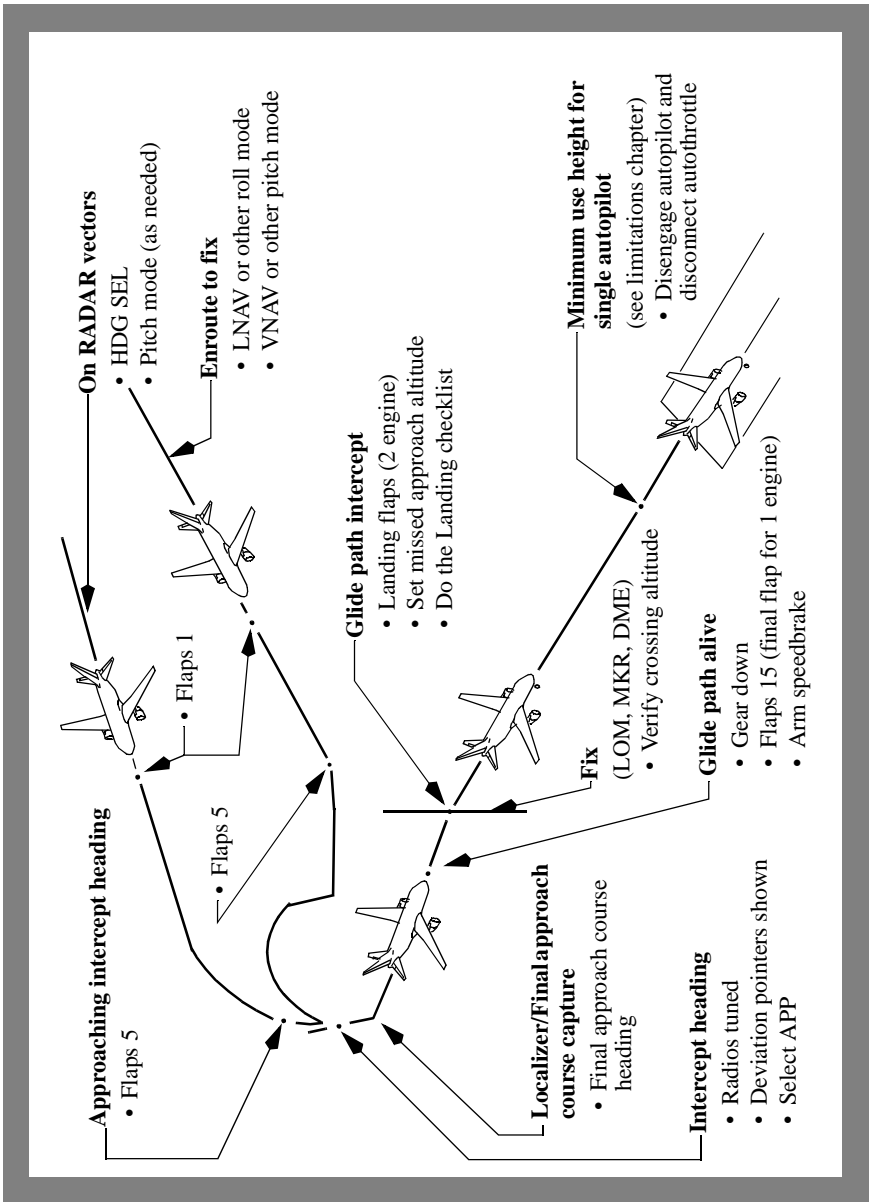 On RADAR vectors
• HDG SEL
• Pitch mode (as needed)
Enroute to fix
• LNAV or other roll mode
• VNAV or other pitch mode
• Flaps 1
Approaching intercept heading
• Flaps 5
• Flaps 5
Localizer/Final approach
course capture
• Final approach course
heading
Intercept heading
• Radios tuned
• Deviation pointers shown
• Select APP
Glide path alive
• Gear down
• Flaps 15 (final flap for 1 engine)
• Arm speedbrake
Glide path intercept
• Landing flaps (2 engine)
• Set missed approach altitude
• Do the Landing checklist
Fix
(LOM, MKR, DME)
• Verify crossing altitude
Minimum use height for
single autopilot
(see limitations chapter)
• Disengage autopilot and
disconnect autothrottle